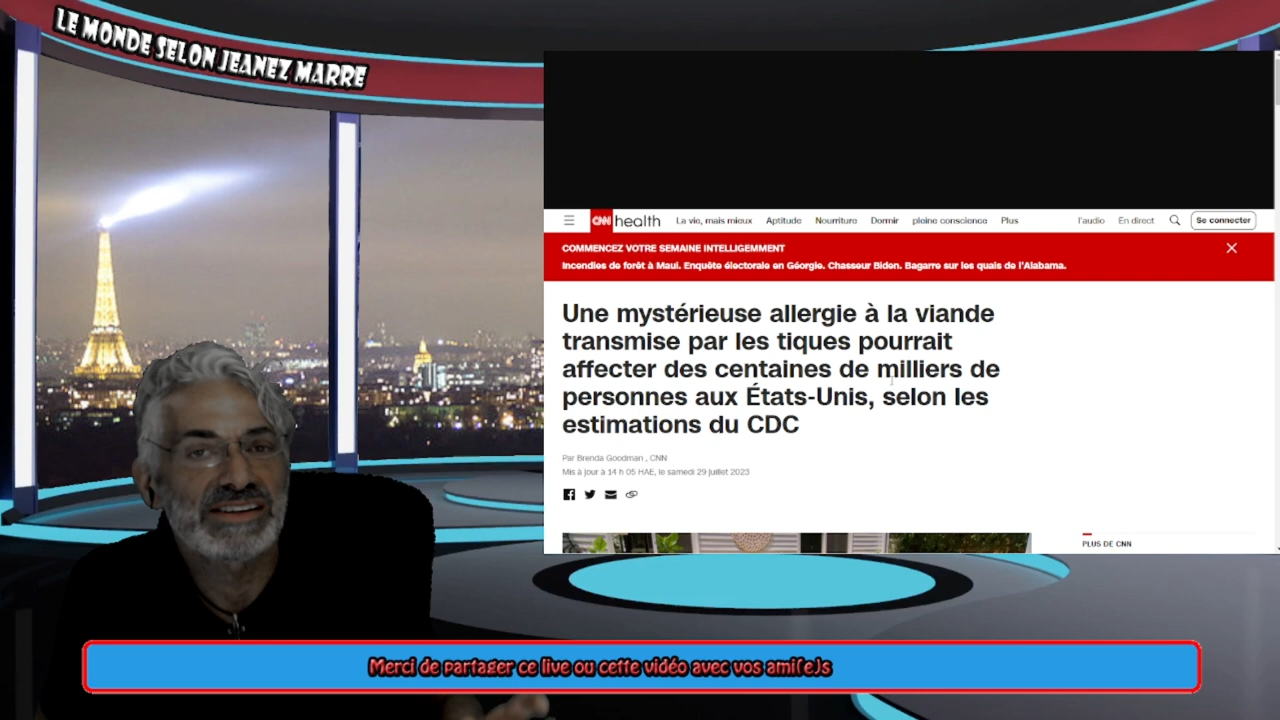 LE MONDE SELON JEANEZ MARRE
CNN health La vie, mais mieux Aptitude Nourriture Dormir pleine conscience Plus l'audio En direct Se connecter
COMMENCEZ VOTRE SEMAINE INTELLIGEMMENT
Incendies de forêt à Maui. Enquête électorale en Géorgie. Chasseur Biden. Bagarre sur les quais de l'Alabama.
Une mystérieuse allergie à la viande
transmise par les tiques pourrait
affecter des centaines de milliers de
personnes aux États-Unis, selon les
estimations du CDC
Par Brenda Goodman , CNN
Mis à jour à 14 h 05 HAE, le samedi 29 juillet 2023
PLUS DE CNN
Merci de partager ce live ou cette vidéo avec vos ami(e)s